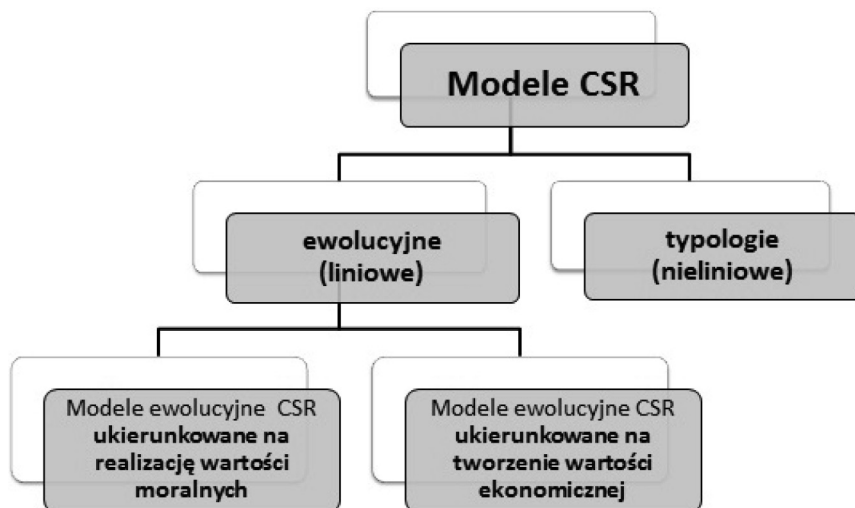 Modele CSR
ewolucyjne
(liniowe)
typologie
(nieliniowe)
Modele ewolucyjne CSR
ukierunkowane na
realizację wartości
moralnych
Modele ewolucyjne CSR
ukierunkowane na
tworzenie wartości
ekonomicznej